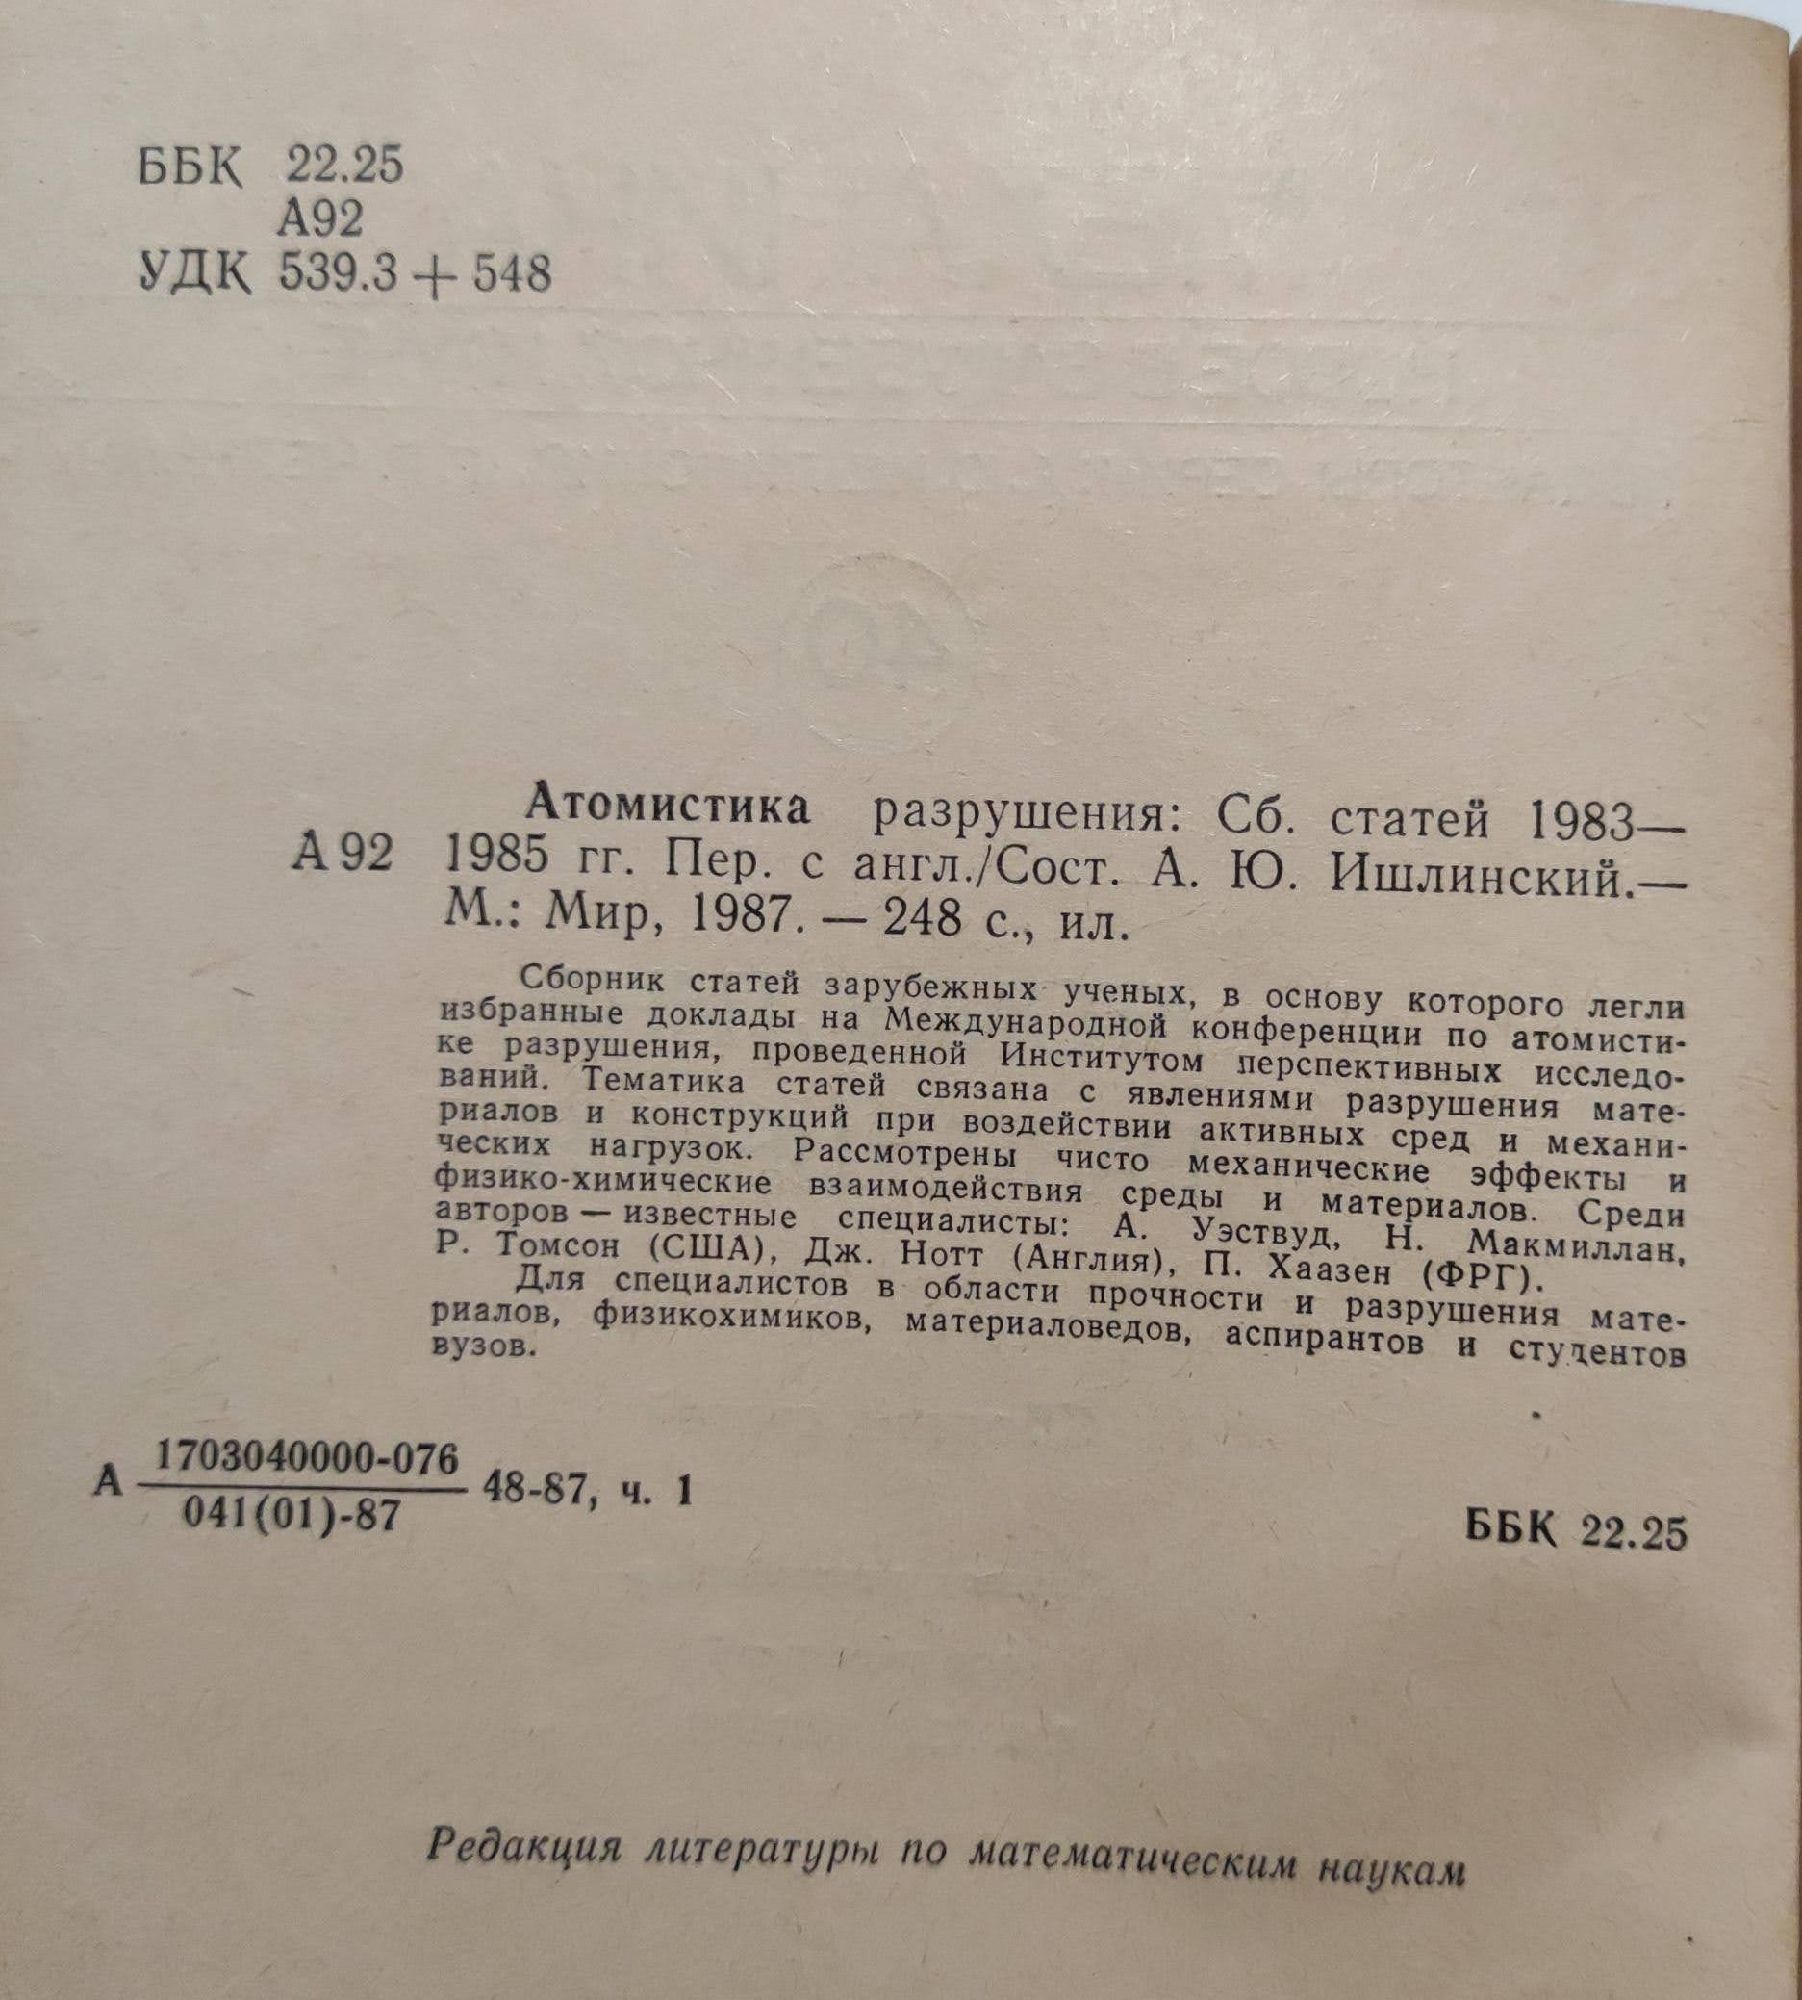 ББК 22.25
А92
УДК 539.3+548
Атомистика разрушения: Сб. статей 1983—
А 92 1985 гг. Пер. с англ./Сост. А. Ю. Ишлинский.—
М.: Мир, 1987. — 248 с., ил.
Сборник статей зарубежных ученых, в основу которого легли
избранные доклады на Международной конференции по атомисти-
ке разрушения, проведенной Институтом перспективных исследо-
ваний. Тематика статей связана с явлениями разрушения мате-
риалов и конструкций при воздействии активных сред и механи-
ческих нагрузок. Рассмотрены чисто механические эффекты и
физико-химические взаимодействия среды и материалов. Среди
авторов — известные специалисты: А. Уэствуд, Н. Макмиллан,
Р. Томсон (США), Дж. Нотт (Англия), П. Хаазен (ФРГ).
Для специалистов в области прочности и разрушения мате-
риалов, физикохимиков, материаловедов, аспирантов и студентов
вузов.
1703040000-076
А 48-87, ч. 1
041(01)-87
ББК 22.25
Редакция литературы по математическим наукам